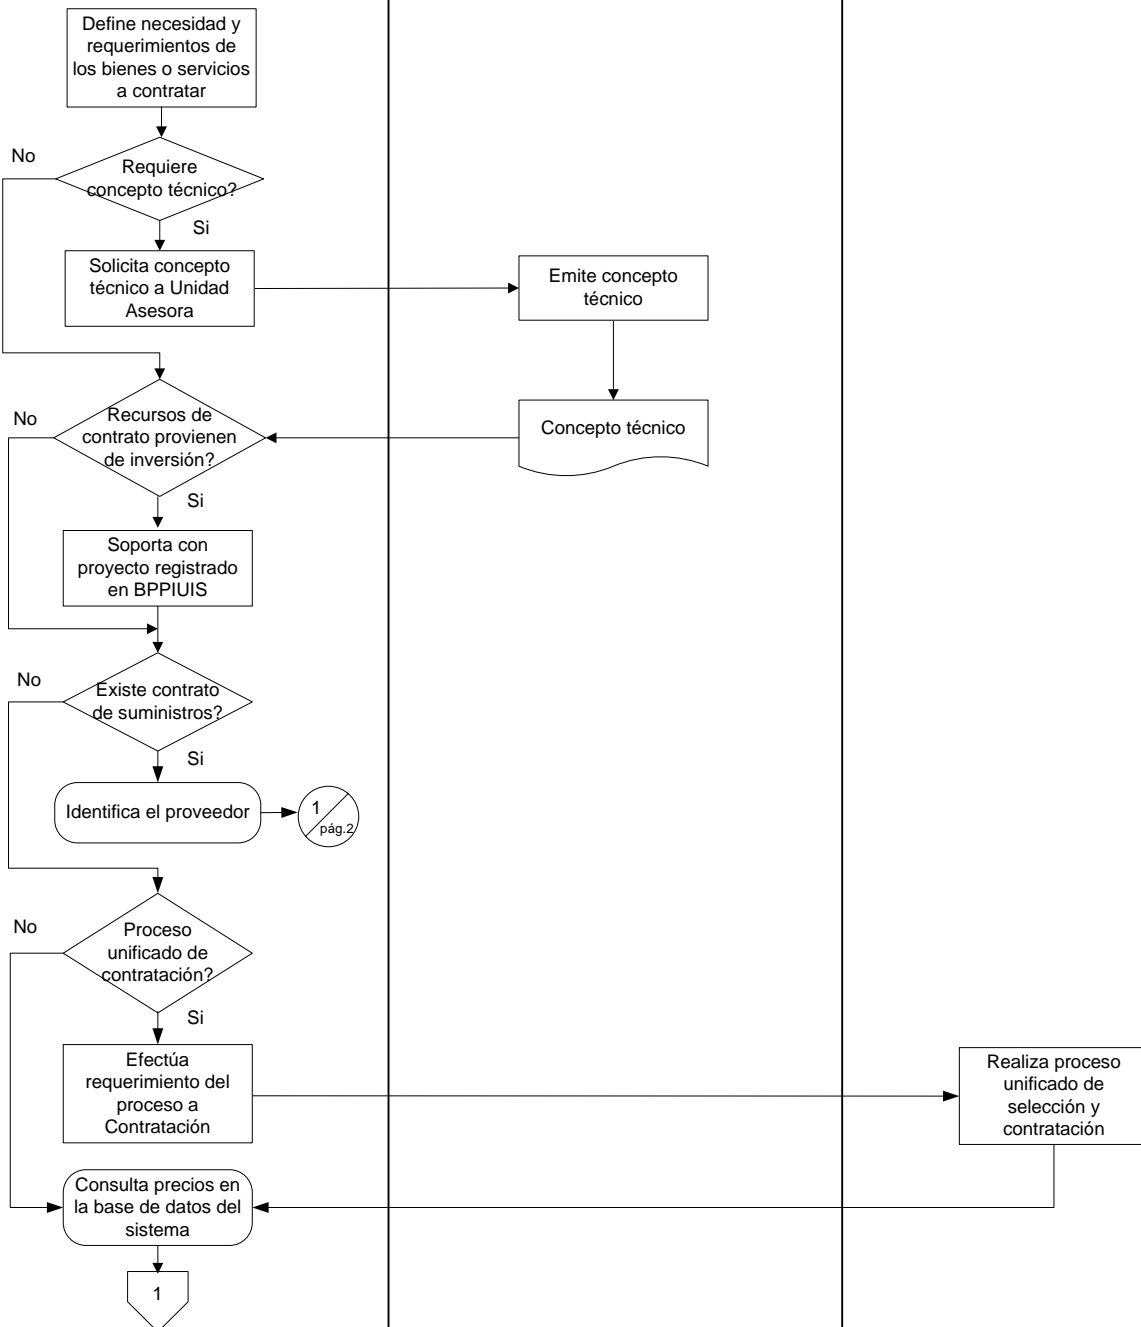 Define necesidad y
requerimientos de
los bienes o servicios
a contratar
No
Requiere
concepto técnico?
Si
Solicita concepto
técnico a Unidad
Asesora
Emite concepto
técnico
No
Recursos de
contrato provienen
de inversión?
Concepto técnico
Si
Soporta con
proyecto registrado
en BPPIUIS
No
Existe contrato
de suministros?
Si
Identifica el proveedor
1
pág.2
No
Proceso
unificado de
contratación?
Si
Efectúa
requerimiento del
proceso a
Contratación
Realiza proceso
unificado de
selección y
contratación
Consulta precios en
la base de datos del
sistema
1